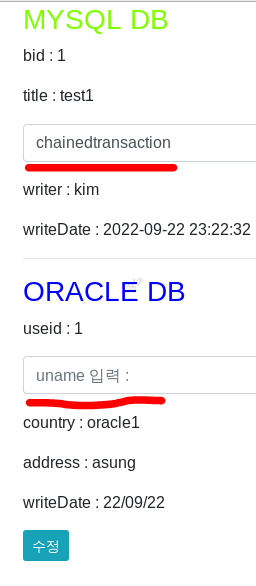 MYSQL DB
bid : 1
title : test1
chainedtransaction
writer : kim
writeDate : 2022-09-22 23:22:32
ORACLE DB
useid : 1
uname 입력 :
country : oracle1
address : asung
writeDate : 22/09/22
수정